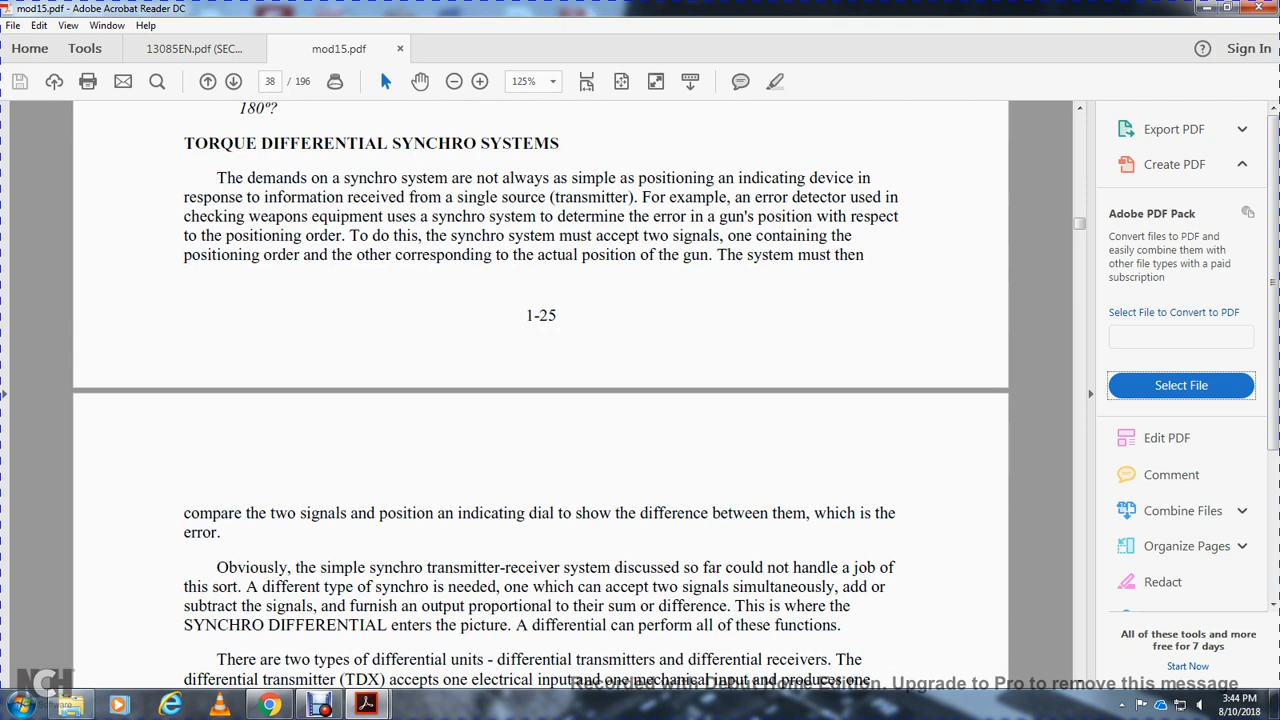 mod15.pdf - Adobe Acrobat Reader DC
File Edit View Window Help
Home Tools 13085EN.pdf (SEC... mod15.pdf × Sign In
38 / 196 125%
180º?
TORQUE DIFFERENTIAL SYNCHRO SYSTEMS
The demands on a synchro system are not always as simple as positioning an indicating device in
response to information received from a single source (transmitter). For example, an error detector used in
checking weapons equipment uses a synchro system to determine the error in a gun's position with respect
to the positioning order. To do this, the synchro system must accept two signals, one containing the
positioning order and the other corresponding to the actual position of the gun. The system must then
1-25
compare the two signals and position an indicating dial to show the difference between them, which is the
error.
Obviously, the simple synchro transmitter-receiver system discussed so far could not handle a job of
this sort. A different type of synchro is needed, one which can accept two signals simultaneously, add or
subtract the signals, and furnish an output proportional to their sum or difference. This is where the
SYNCHRO DIFFERENTIAL enters the picture. A differential can perform all of these functions.
There are two types of differential units - differential transmitters and differential receivers. The
differential transmitter (TDX) accepts one electrical input and one mechanical input and produces one
Export PDF
Create PDF
Adobe PDF Pack
Convert files to PDF and
easily combine them with
other file types with a paid
subscription
Select File to Convert to PDF
Select File
Edit PDF
Comment
Combine Files
Organize Pages
Redact
All of these tools and more
free for 7 days
Start Now
NCH
Software
Upgrade to Pro to remove this message
3:44 PM
8/10/2018